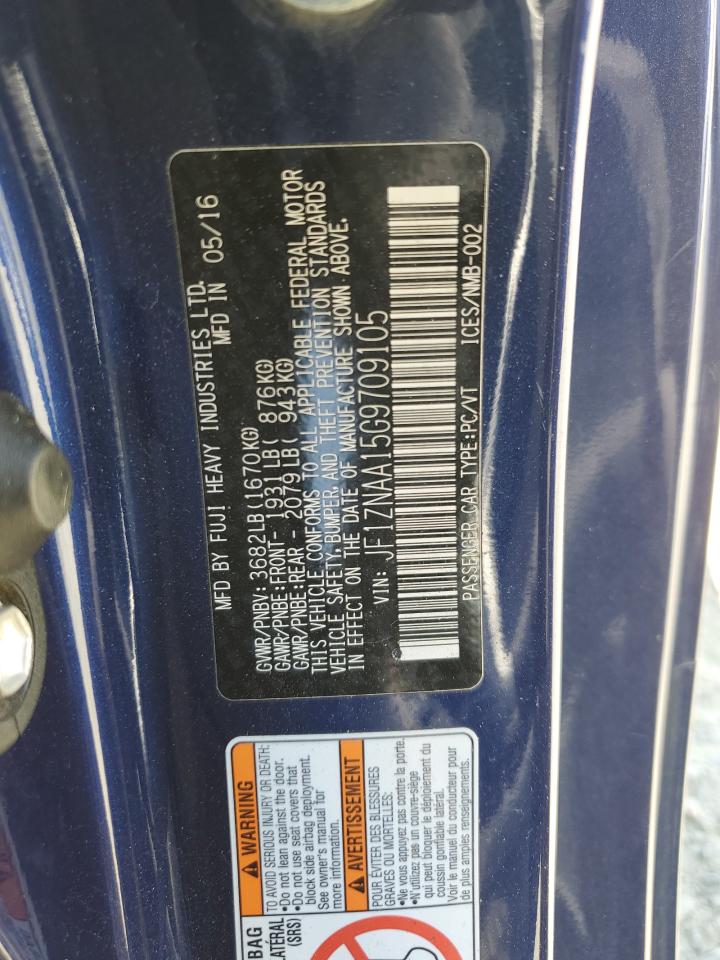 MFD BY FUJI HEAVY INDUSTRIES LTD.
MFD IN 05/16
GVWR/PNBV: 3682LB(1670KG)
GAWR/PNBE:FRONT- 1931LB( 876KG)
GAWR/PNBE:REAR - 2079LB( 943KG)
THIS VEHICLE CONFORMS TO ALL APPLICABLE FEDERAL MOTOR
VEHICLE SAFETY, BUMPER, AND THEFT PREVENTION STANDARDS
IN EFFECT ON THE DATE OF MANUFACTURE SHOWN ABOVE.
VIN: JF1ZNAA15G9709105
PASSENGER CAR TYPE:PC/VT ICES/NMB-002
WARNING
TO AVOID SERIOUS INJURY OR DEATH:
•Do not lean against the door.
•Do not use seat covers that
block side airbag deployment.
See owner's manual for
more information.
AVERTISSEMENT
POUR ÉVITER DES BLESSURES
GRAVES OU MORTELLES:
•Ne vous appuyez pas contre la porte.
•N'utilisez pas un couvre-siège
qui peut bloquer le déploiement du
coussin gonflable latéral.
Voir le manuel du conducteur pour
de plus amples renseignements.
BAG
LATÉRAL
(SRS)